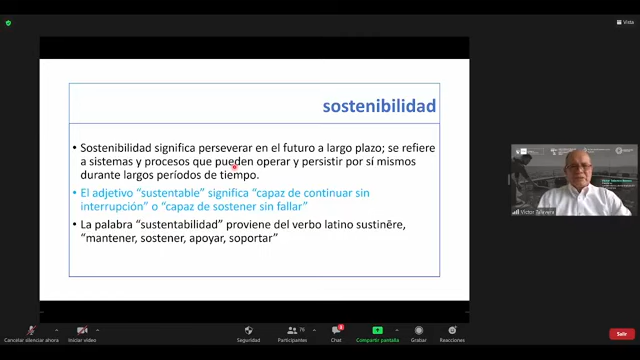 Vista
sostenibilidad
• Sostenibilidad significa perseverar en el futuro a largo plazo; se refiere
a sistemas y procesos que pueden operar y persistir por sí mismos
durante largos períodos de tiempo.
• El adjetivo “sustentable” significa “capaz de continuar sin
interrupción” o “capaz de sostener sin fallar”
• La palabra “sustentabilidad” proviene del verbo latino sustinēre,
“mantener, sostener, apoyar, soportar”
Victor
Cancelar silenciar ahora
Iniciar video
Seguridad
76
Participantes
Chat
Compartir pantalla
Grabar
Reacciones
Salir